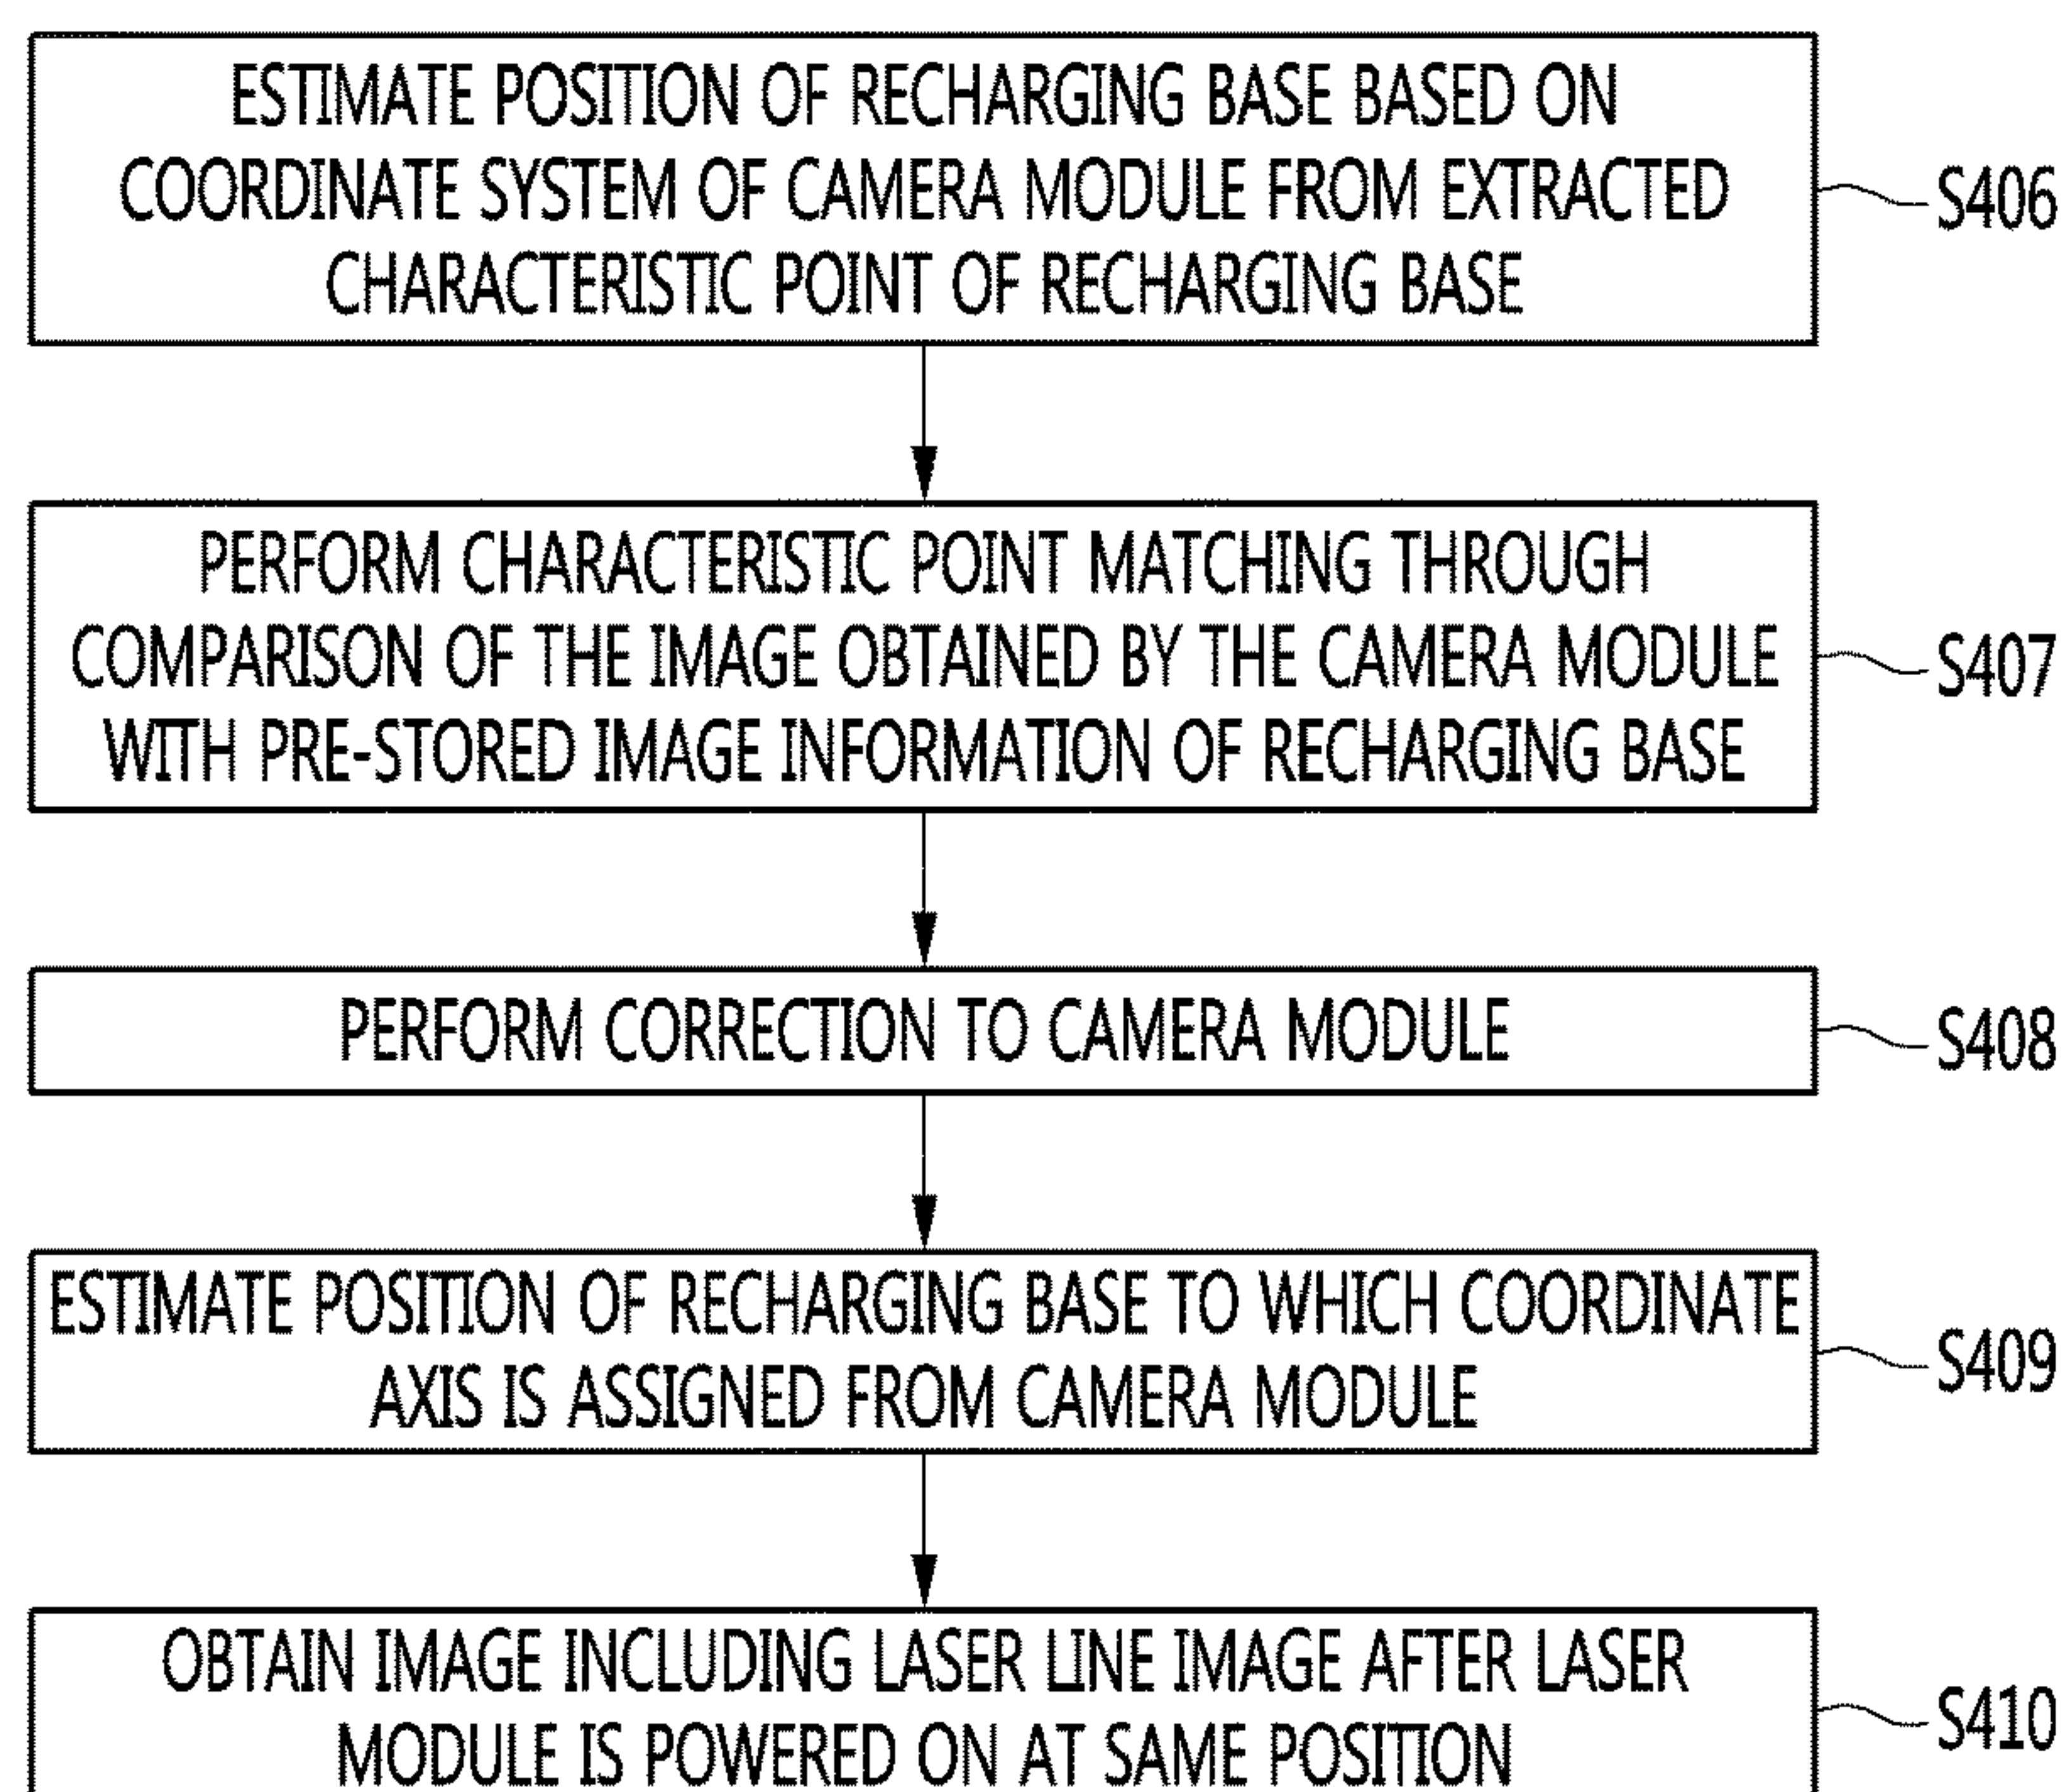 ESTIMATE POSITION OF RECHARGING BASE BASED ON
COORDINATE SYSTEM OF CAMERA MODULE FROM EXTRACTED
CHARACTERISTIC POINT OF RECHARGING BASE
S406
PERFORM CHARACTERISTIC POINT MATCHING THROUGH
COMPARISON OF THE IMAGE OBTAINED BY THE CAMERA MODULE
WITH PRE-STORED IMAGE INFORMATION OF RECHARGING BASE
S407
PERFORM CORRECTION TO CAMERA MODULE
S408
ESTIMATE POSITION OF RECHARGING BASE TO WHICH COORDINATE
AXIS IS ASSIGNED FROM CAMERA MODULE
S409
OBTAIN IMAGE INCLUDING LASER LINE IMAGE AFTER LASER
MODULE IS POWERED ON AT SAME POSITION
S410